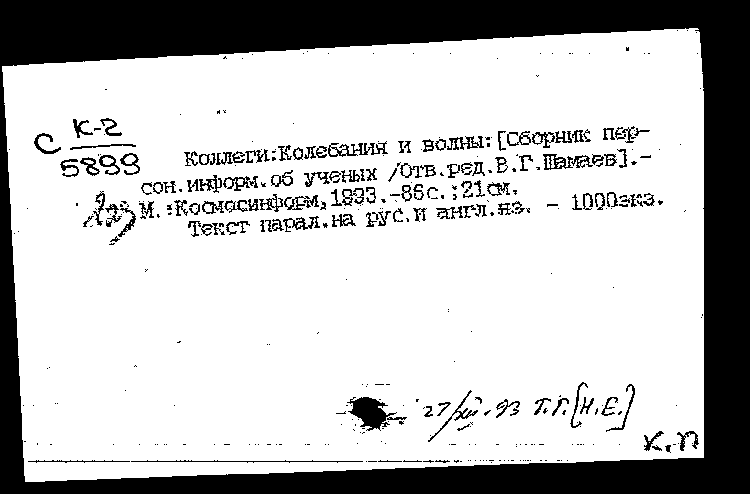 С К-2
5899
Коллеги:Колебания и волны:[Сборник пер-
сон.информ.об ученых /Отв.ред.В.Г.Шамаев].-
М.:Космосинформ,1993.-86с.;21см.
Текст парал.на рус.и англ.яз. - 1000экз.
27/XII.93 Т.Г.[Н.Е.]
К.П